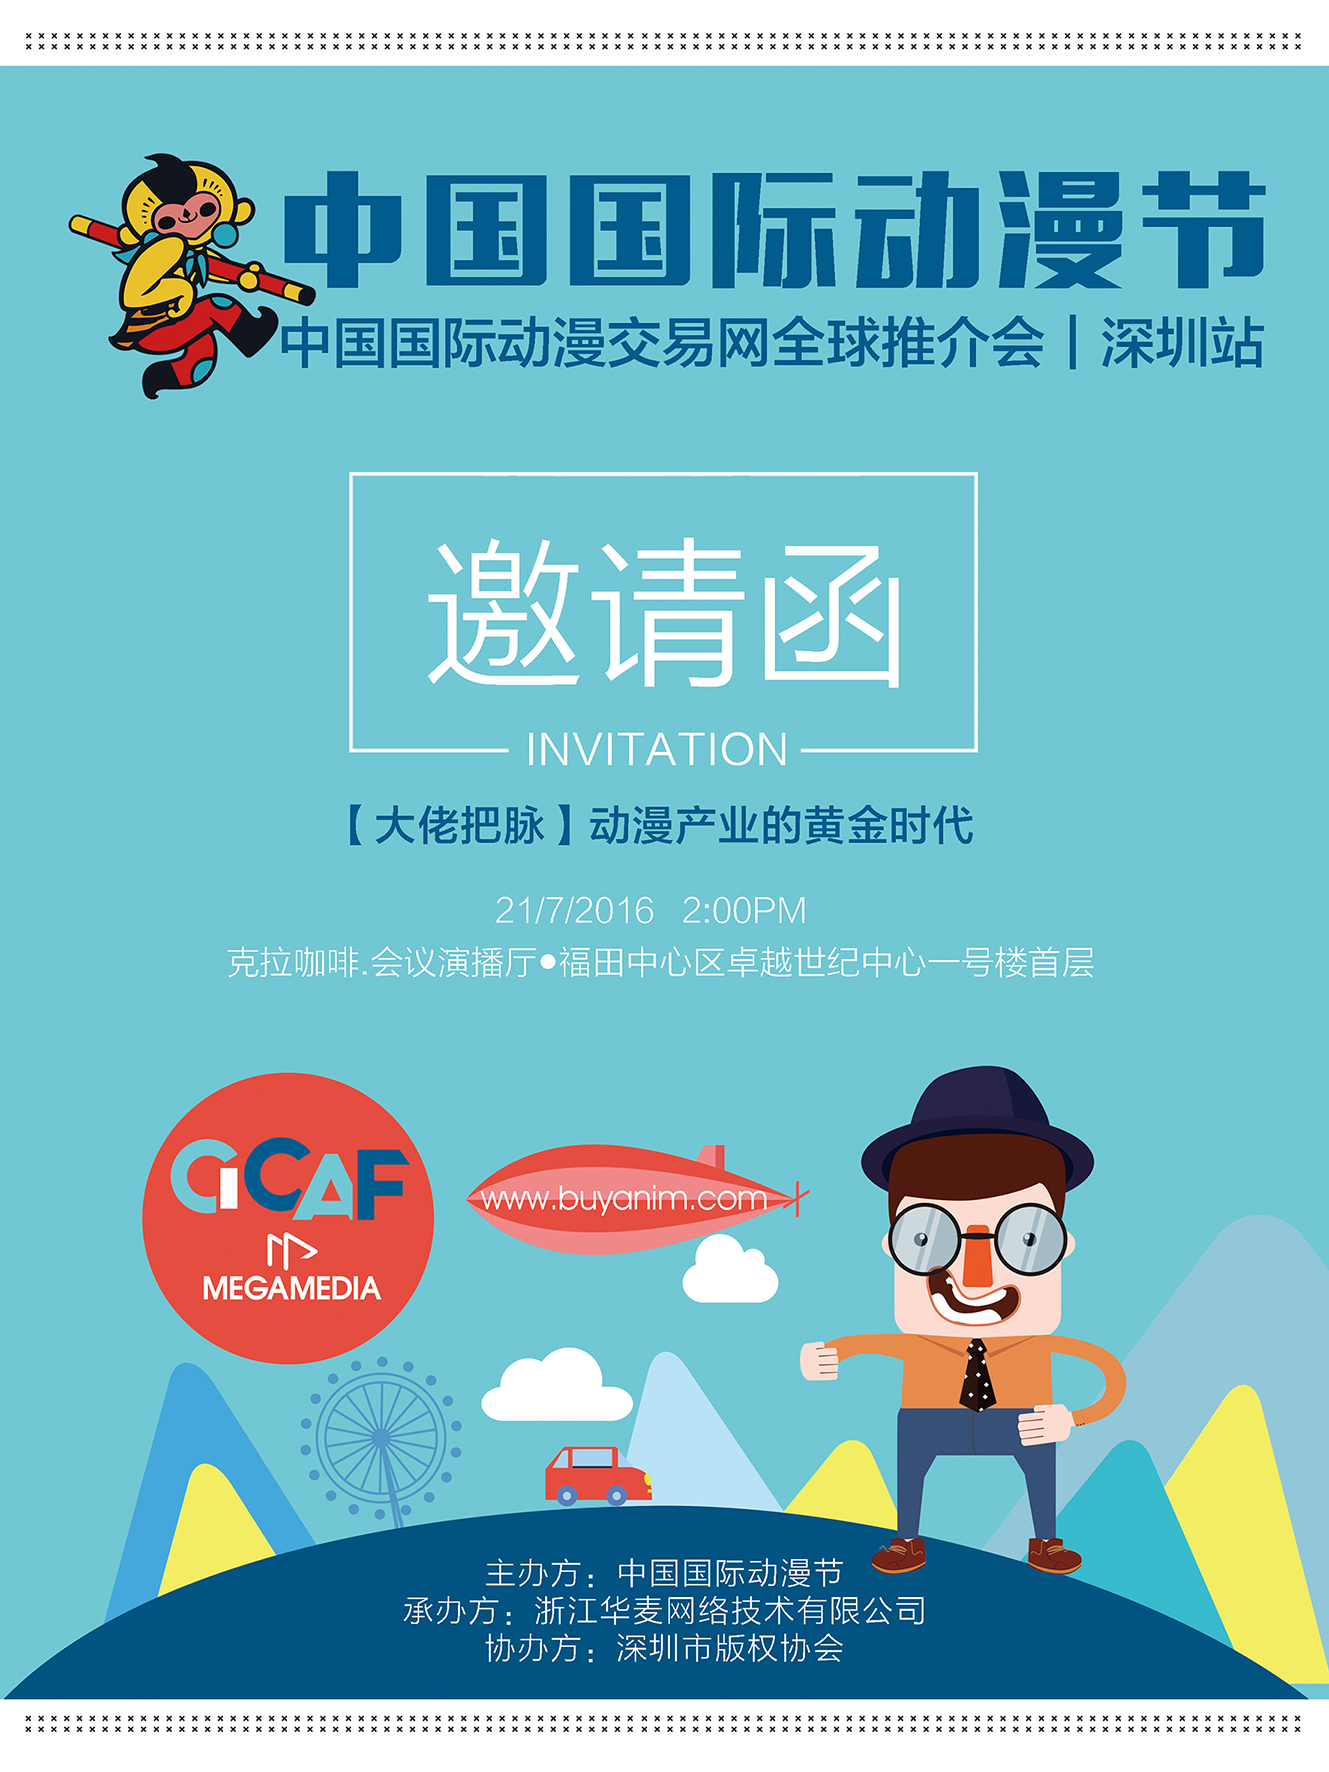 中国国际动漫节
中国国际动漫交易网全球推介会｜深圳站
邀请函
INVITATION
【大佬把脉】动漫产业的黄金时代
21/7/2016 2:00PM
克拉咖啡.会议演播厅●福田中心区卓越世纪中心一号楼首层
CiCAF
MEGAMEDIA
www.buyanim.com
主办方：中国国际动漫节
承办方：浙江华麦网络技术有限公司
协办方：深圳市版权协会